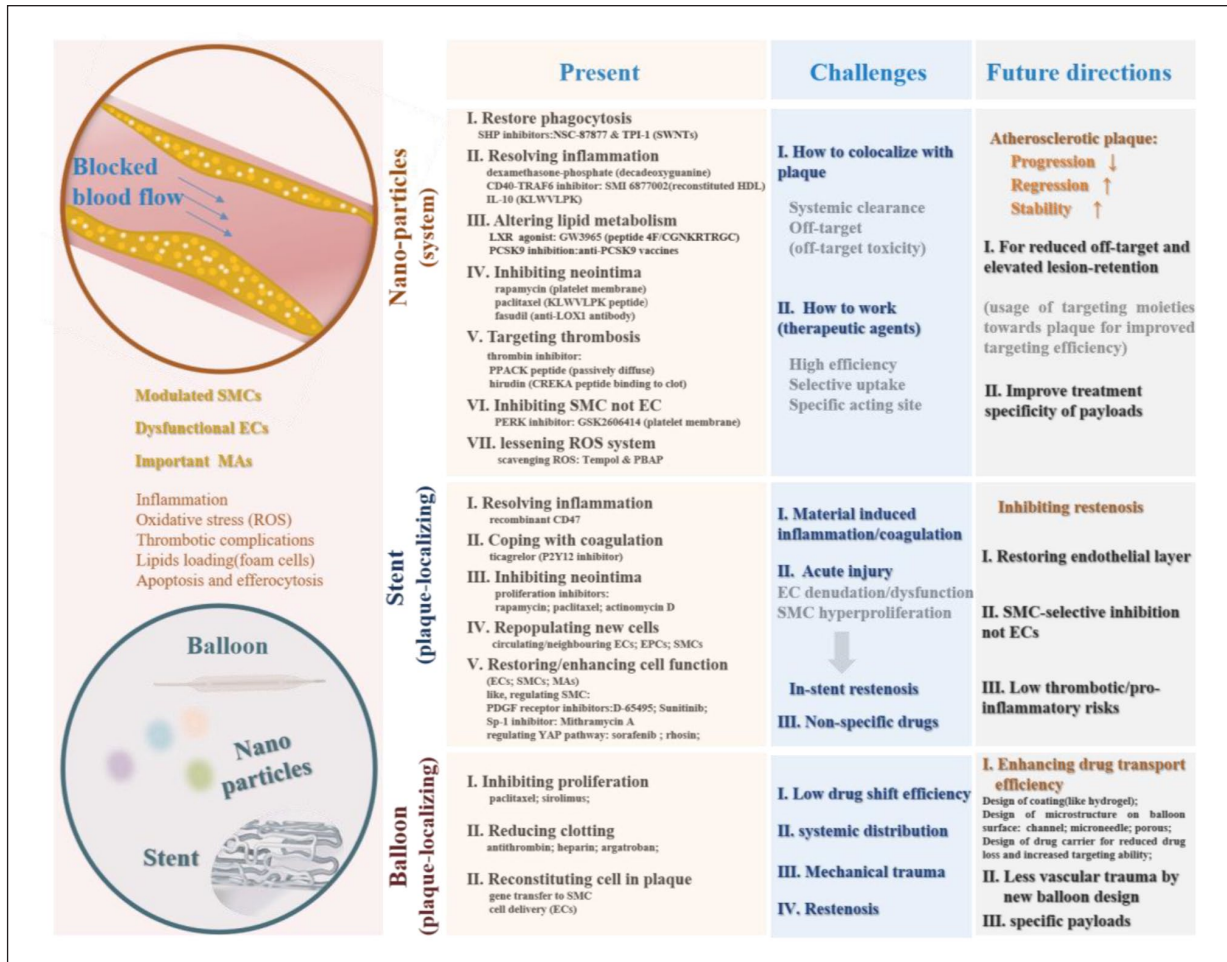 Blocked
blood flow
Modulated SMCs
Dysfunctional ECs
Important MAs
Inflammation
Oxidative stress (ROS)
Thrombotic complications
Lipids loading(foam cells)
Apoptosis and efferocytosis
Balloon
Nano
particles
Stent
Present
Challenges
Future directions
Nano-particles
(system)
I. Restore phagocytosis
SHP inhibitors:NSC-87877 & TPI-1 (SWNTs)
II. Resolving inflammation
dexamethasone-phosphate (decadeoxyguanine)
CD40-TRAF6 inhibitor: SMI 6877002(reconstituted HDL)
IL-10 (KLWVLPK)
III. Altering lipid metabolism
LXR agonist: GW3965 (peptide 4F/CGNKRTRGC)
PCSK9 inhibition:anti-PCSK9 vaccines
IV. Inhibiting neointima
rapamycin (platelet membrane)
paclitaxel (KLWVLPK peptide)
fasudil (anti-LOX1 antibody)
V. Targeting thrombosis
thrombin inhibitor:
PPACK peptide (passively diffuse)
hirudin (CREKA peptide binding to clot)
VI. Inhibiting SMC not EC
PERK inhibitor: GSK2606414 (platelet membrane)
VII. lessening ROS system
scavenging ROS: Tempol & PBAP
I. How to colocalize with
plaque
Systemic clearance
Off-target
(off-target toxicity)
II. How to work
(therapeutic agents)
High efficiency
Selective uptake
Specific acting site
Atherosclerotic plaque:
Progression ↓
Regression ↑
Stability ↑
I. For reduced off-target and
elevated lesion-retention
(usage of targeting moieties
towards plaque for improved
targeting efficiency)
II. Improve treatment
specificity of payloads
Stent
(plaque-localizing)
I. Resolving inflammation
recombinant CD47
II. Coping with coagulation
ticagrelor (P2Y12 inhibitor)
III. Inhibiting neointima
proliferation inhibitors:
rapamycin; paclitaxel; actinomycin D
IV. Repopulating new cells
circulating/neighbouring ECs; EPCs; SMCs
V. Restoring/enhancing cell function
(ECs; SMCs; MAs)
like, regulating SMC:
PDGF receptor inhibitors:D-65495; Sunitinib;
Sp-1 inhibitor: Mithramycin A
regulating YAP pathway: sorafenib ; rhosin;
I. Material induced
inflammation/coagulation
II. Acute injury
EC denudation/dysfunction
SMC hyperproliferation
In-stent restenosis
III. Non-specific drugs
Inhibiting restenosis
I. Restoring endothelial layer
II. SMC-selective inhibition
not ECs
III. Low thrombotic/pro-
inflammatory risks
Balloon
(plaque-localizing)
I. Inhibiting proliferation
paclitaxel; sirolimus;
II. Reducing clotting
antithrombin; heparin; argatroban;
II. Reconstituting cell in plaque
gene transfer to SMC
cell delivery (ECs)
I. Low drug shift efficiency
II. systemic distribution
III. Mechanical trauma
IV. Restenosis
I. Enhancing drug transport
efficiency
Design of coating(like hydrogel);
Design of microstructure on balloon
surface: channel; microneedle; porous;
Design of drug carrier for reduced drug
loss and increased targeting ability;
II. Less vascular trauma by
new balloon design
III. specific payloads